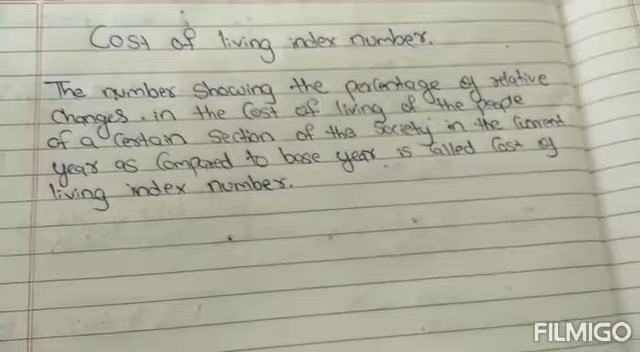 Cost of living index number.
The number showing the percentage of relative
changes in the cost of living of the people
of a certain section of the society in the current
year as compared to base year is called cost of
living index number.
FILMIGO